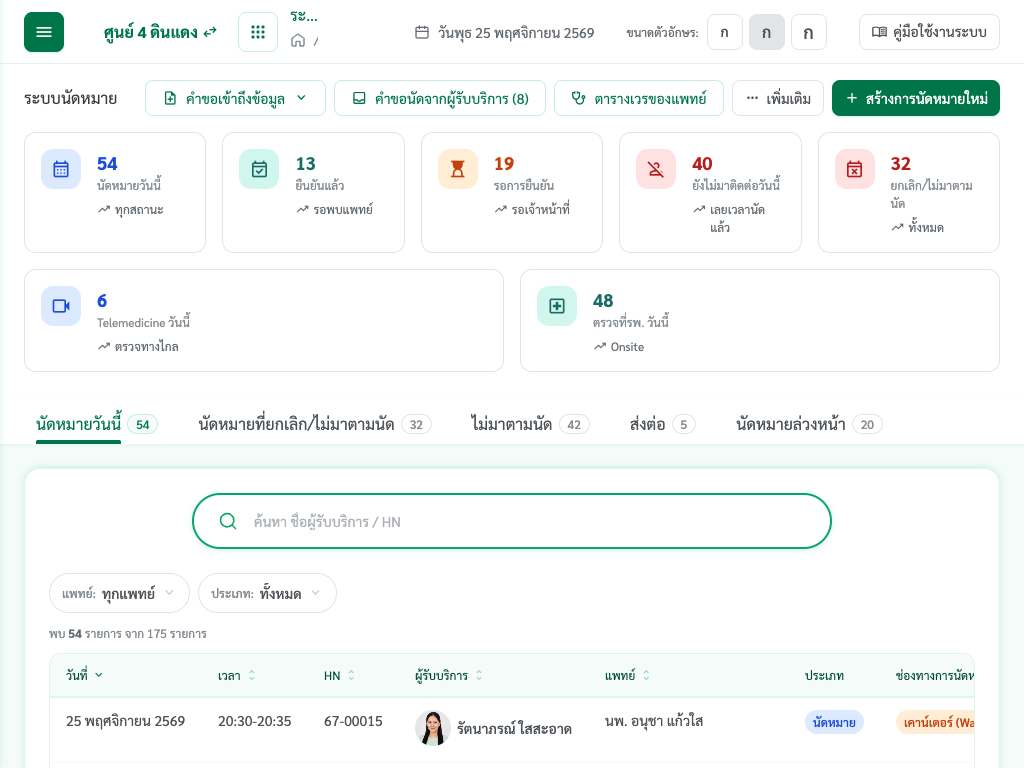 ศูนย์ 4 ดินแดง
ระ...
/
วันพุธ 25 พฤศจิกายน 2569
ขนาดตัวอักษร:
ก
ก
ก
คู่มือใช้งานระบบ
ระบบนัดหมาย
คำขอเข้าถึงข้อมูล
คำขอนัดจากผู้รับบริการ (8)
ตารางเวรของแพทย์
เพิ่มเติม
สร้างการนัดหมายใหม่
54
นัดหมายวันนี้
ทุกสถานะ
13
ยืนยันแล้ว
รอพบแพทย์
19
รอการยืนยัน
รอเจ้าหน้าที่
40
ยังไม่มาติดต่อวันนี้
เลยเวลานัด
แล้ว
32
ยกเลิก/ไม่มาตาม
นัด
ทั้งหมด
6
Telemedicine วันนี้
ตรวจทางไกล
48
ตรวจที่รพ. วันนี้
Onsite
นัดหมายวันนี้ 54
นัดหมายที่ยกเลิก/ไม่มาตามนัด 32
ไม่มาตามนัด 42
ส่งต่อ 5
นัดหมายล่วงหน้า 20
ค้นหา ชื่อผู้รับบริการ / HN
แพทย์: ทุกแพทย์
ประเภท: ทั้งหมด
พบ 54 รายการ จาก 175 รายการ
วันที่ เวลา HN ผู้รับบริการ แพทย์ ประเภท ช่องทางการนัดห
25 พฤศจิกายน 2569 20:30-20:35 67-00015 รัตนาภรณ์ ใสสะอาด นพ. อนุชา แก้วใส นัดหมาย เคาน์เตอร์ (Wa